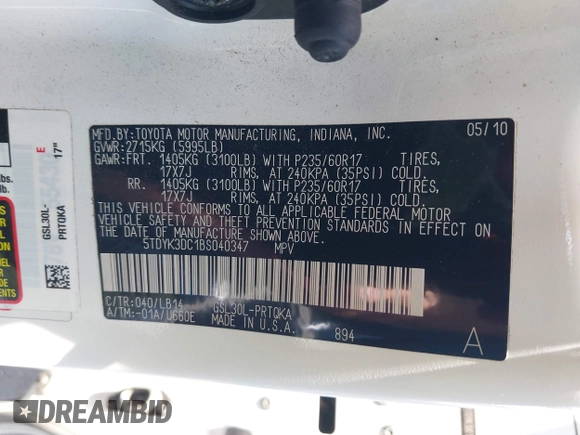 MFD.BY:TOYOTA MOTOR MANUFACTURING, INDIANA, INC. 05/10
GVWR:2715KG (5995LB)
GAWR:FRT. 1405KG (3100LB) WITH P235/60R17 TIRES,
17X7J RIMS, AT 240KPA (35PSI) COLD.
RR. 1405KG (3100LB) WITH P235/60R17 TIRES,
17X7J RIMS, AT 240KPA (35PSI) COLD.
THIS VEHICLE CONFORMS TO ALL APPLICABLE FEDERAL MOTOR
VEHICLE SAFETY AND THEFT PREVENTION STANDARDS IN EFFECT
ON THE DATE OF MANUFACTURE SHOWN ABOVE.
5TDYK3DC1BS040347 MPV
C/TR:040/LB14 GSL30L-PRTQKA
A/TM:-01A/U660E MADE IN U.S.A. 894
A
GSL30L-
PRTQKA
E
17"
lbs.
lb.
DREAMBID